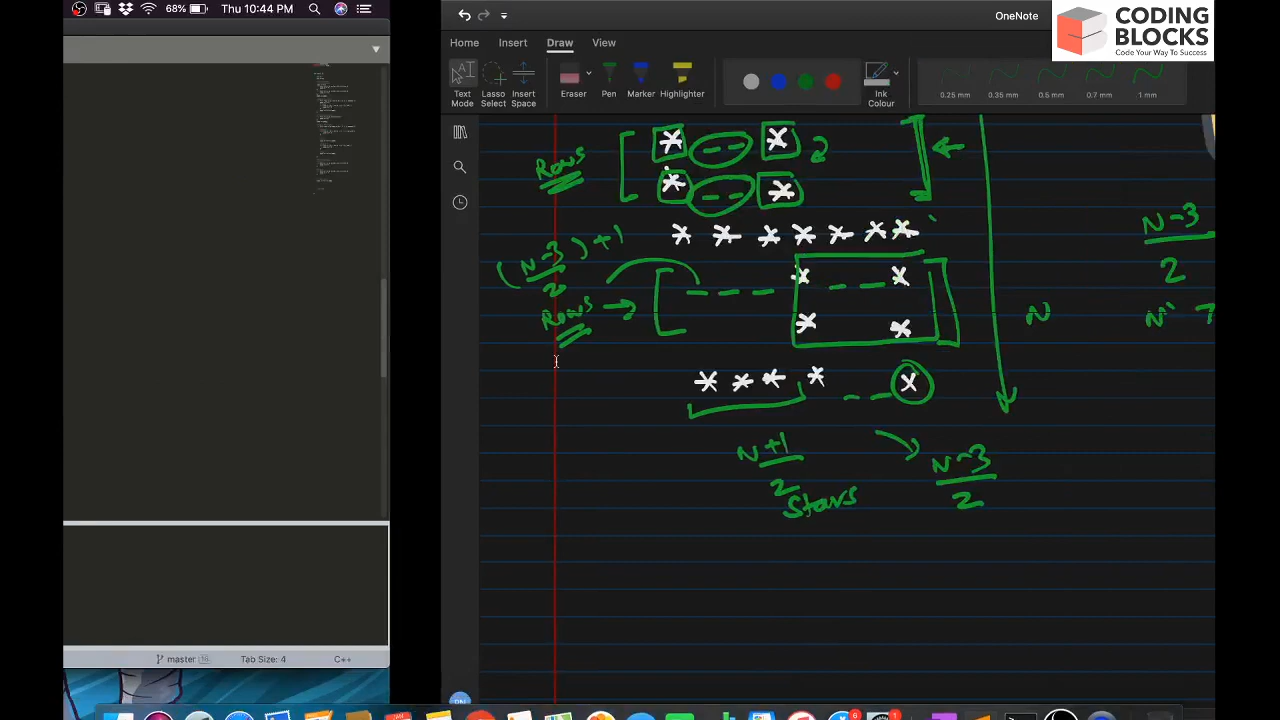 68% Thu 10:44 PM
OneNote
CODING
BLOCKS
Code Your Way To Success
Home Insert Draw View
Text Mode
Lasso Select
Insert Space
Eraser
Pen
Marker
Highlighter
Ink Colour
0.25 mm 0.35 mm 0.5 mm 0.7 mm 1 mm
Rows
* -- *
* -- *
* * * * * * *
(N-3/2)+1
Rows →
--- * --- *
* *
* * * * -- *
N+1/2
Stars
N-3/2
N-3/2
N
N
master 16 Tab Size: 4 C++
6 1